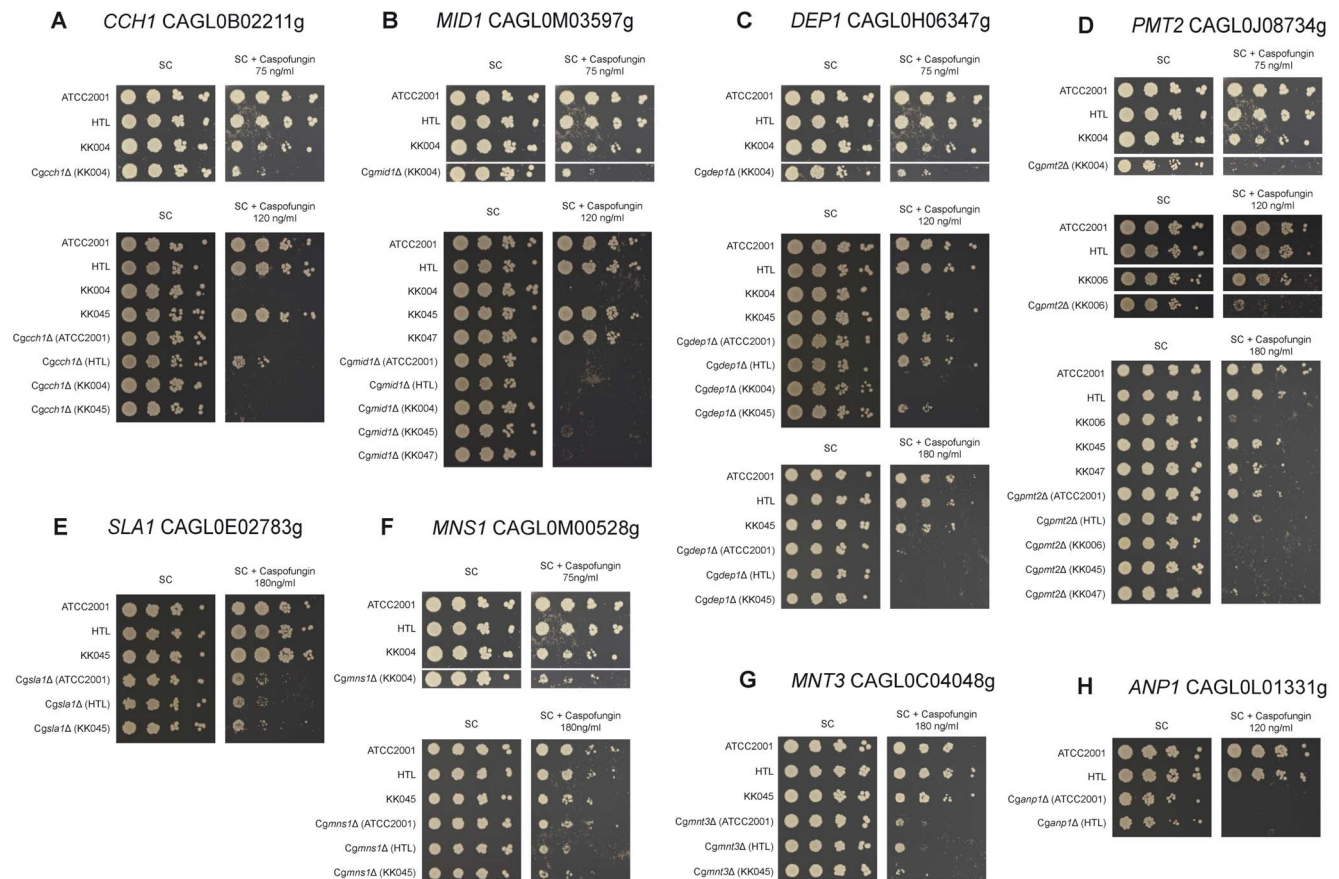 A CCH1 CAGL0B02211g
SC
SC + Caspofungin
75 ng/ml
ATCC2001
HTL
KK004
Cgcch1Δ (KK004)
SC
SC + Caspofungin
120 ng/ml
ATCC2001
HTL
KK004
KK045
Cgcch1Δ (ATCC2001)
Cgcch1Δ (HTL)
Cgcch1Δ (KK004)
Cgcch1Δ (KK045)
B MID1 CAGL0M03597g
SC
SC + Caspofungin
75 ng/ml
ATCC2001
HTL
KK004
Cgmid1Δ (KK004)
SC
SC + Caspofungin
120 ng/ml
ATCC2001
HTL
KK004
KK045
KK047
Cgmid1Δ (ATCC2001)
Cgmid1Δ (HTL)
Cgmid1Δ (KK004)
Cgmid1Δ (KK045)
Cgmid1Δ (KK047)
C DEP1 CAGL0H06347g
SC
SC + Caspofungin
75 ng/ml
ATCC2001
HTL
KK004
Cgdep1Δ (KK004)
SC
SC + Caspofungin
120 ng/ml
ATCC2001
HTL
KK004
KK045
Cgdep1Δ (ATCC2001)
Cgdep1Δ (HTL)
Cgdep1Δ (KK004)
Cgdep1Δ (KK045)
SC
SC + Caspofungin
180 ng/ml
ATCC2001
HTL
KK045
Cgdep1Δ (ATCC2001)
Cgdep1Δ (HTL)
Cgdep1Δ (KK045)
D PMT2 CAGL0J08734g
SC
SC + Caspofungin
75 ng/ml
ATCC2001
HTL
KK004
Cgpmt2Δ (KK004)
SC
SC + Caspofungin
120 ng/ml
ATCC2001
HTL
KK006
Cgpmt2Δ (KK006)
SC
SC + Caspofungin
180 ng/ml
ATCC2001
HTL
KK006
KK045
KK047
Cgpmt2Δ (ATCC2001)
Cgpmt2Δ (HTL)
Cgpmt2Δ (KK006)
Cgpmt2Δ (KK045)
Cgpmt2Δ (KK047)
E SLA1 CAGL0E02783g
SC
SC + Caspofungin
180ng/ml
ATCC2001
HTL
KK045
Cgsla1Δ (ATCC2001)
Cgsla1Δ (HTL)
Cgsla1Δ (KK045)
F MNS1 CAGL0M00528g
SC
SC + Caspofungin
75ng/ml
ATCC2001
HTL
KK004
Cgmns1Δ (KK004)
SC
SC + Caspofungin
180ng/ml
ATCC2001
HTL
KK045
Cgmns1Δ (ATCC2001)
Cgmns1Δ (HTL)
Cgmns1Δ (KK045)
G MNT3 CAGL0C04048g
SC
SC + Caspofungin
180 ng/ml
ATCC2001
HTL
KK045
Cgmnt3Δ (ATCC2001)
Cgmnt3Δ (HTL)
Cgmnt3Δ (KK045)
H ANP1 CAGL0L01331g
SC
SC + Caspofungin
120 ng/ml
ATCC2001
HTL
Cganp1Δ (ATCC2001)
Cganp1Δ (HTL)